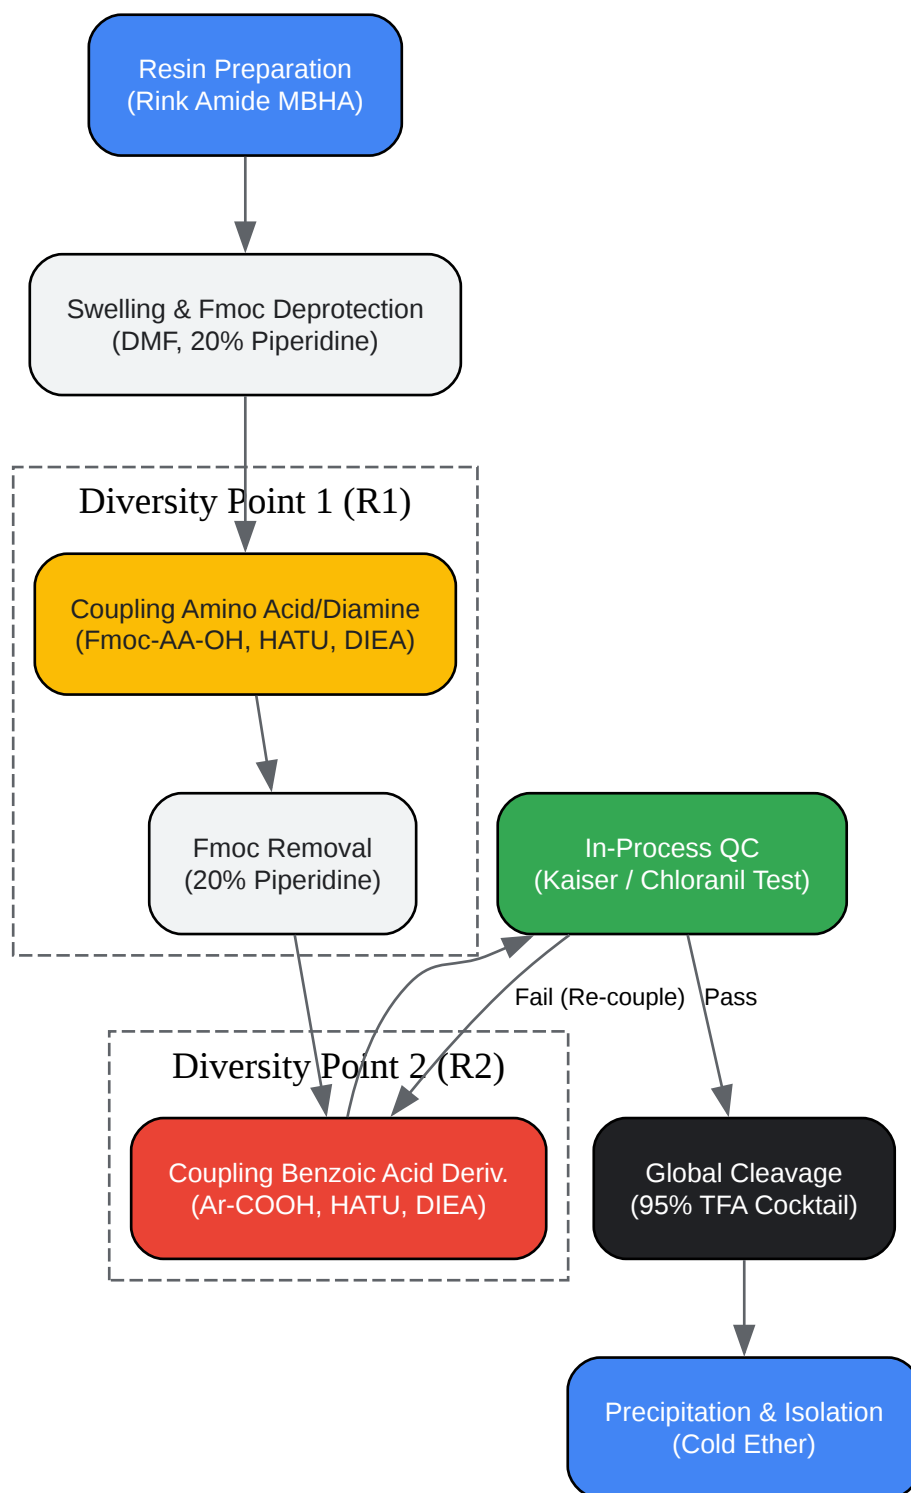 Resin Preparation
(Rink Amide MBHA)
Swelling & Fmoc Deprotection
(DMF, 20% Piperidine)
Diversity Point 1 (R1)
Coupling Amino Acid/Diamine
(Fmoc-AA-OH, HATU, DIEA)
Fmoc Removal
(20% Piperidine)
In-Process QC
(Kaiser / Chloranil Test)
Fail (Re-couple)
Pass
Diversity Point 2 (R2)
Coupling Benzoic Acid Deriv.
(Ar-COOH, HATU, DIEA)
Global Cleavage
(95% TFA Cocktail)
Precipitation & Isolation
(Cold Ether)